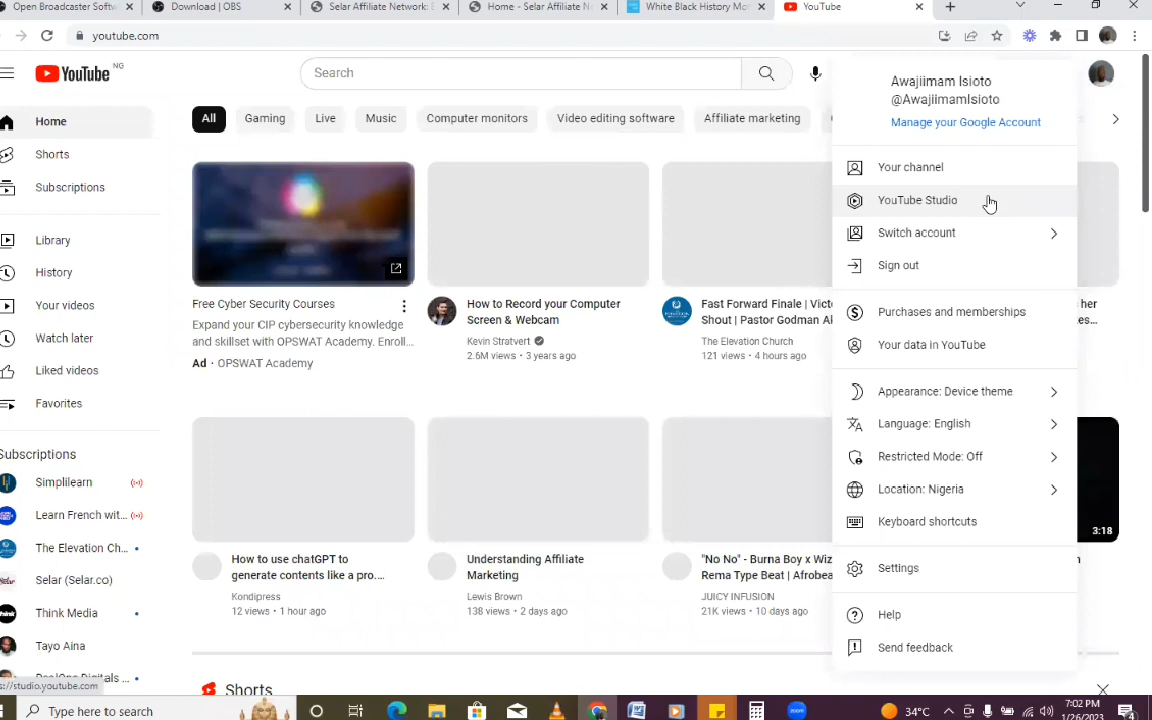 Open Broadcaster Softw
Download | OBS
Selar Affiliate Network: E
Home - Selar Affiliate N
White Black History Mo
YouTube
youtube.com
YouTube NG
Search
Awajiimam Isioto
@AwajiimamIsioto
Manage your Google Account
Your channel
YouTube Studio
Switch account
Sign out
Purchases and memberships
Your data in YouTube
Appearance: Device theme
Language: English
Restricted Mode: Off
Location: Nigeria
Keyboard shortcuts
Settings
Help
Send feedback
Home
Shorts
Subscriptions
Library
History
Your videos
Watch later
Liked videos
Favorites
Subscriptions
Simplilearn
Learn French wit...
The Elevation Ch...
Selar (Selar.co)
Think Media
Tayo Aina
RealOne Digitals ...
s://studio.youtube.com
All
Gaming
Live
Music
Computer monitors
Video editing software
Affiliate marketing
Free Cyber Security Courses
Expand your CIP cybersecurity knowledge
and skillset with OPSWAT Academy. Enroll...
Ad · OPSWAT Academy
How to Record your Computer
Screen & Webcam
Kevin Stratvert
2.6M views • 3 years ago
Fast Forward Finale | Victo
Shout | Pastor Godman Ak
The Elevation Church
121 views • 4 hours ago
her
kes...
How to use chatGPT to
generate contents like a pro....
Kondipress
12 views • 1 hour ago
Understanding Affiliate
Marketing
Lewis Brown
138 views • 2 days ago
"No No" - Burna Boy x Wiz
Rema Type Beat | Afrobea
JUICY INFUSION
21K views • 10 days ago
3:18
Shorts
Type here to search
34°C
7:02 PM
1/26/2023